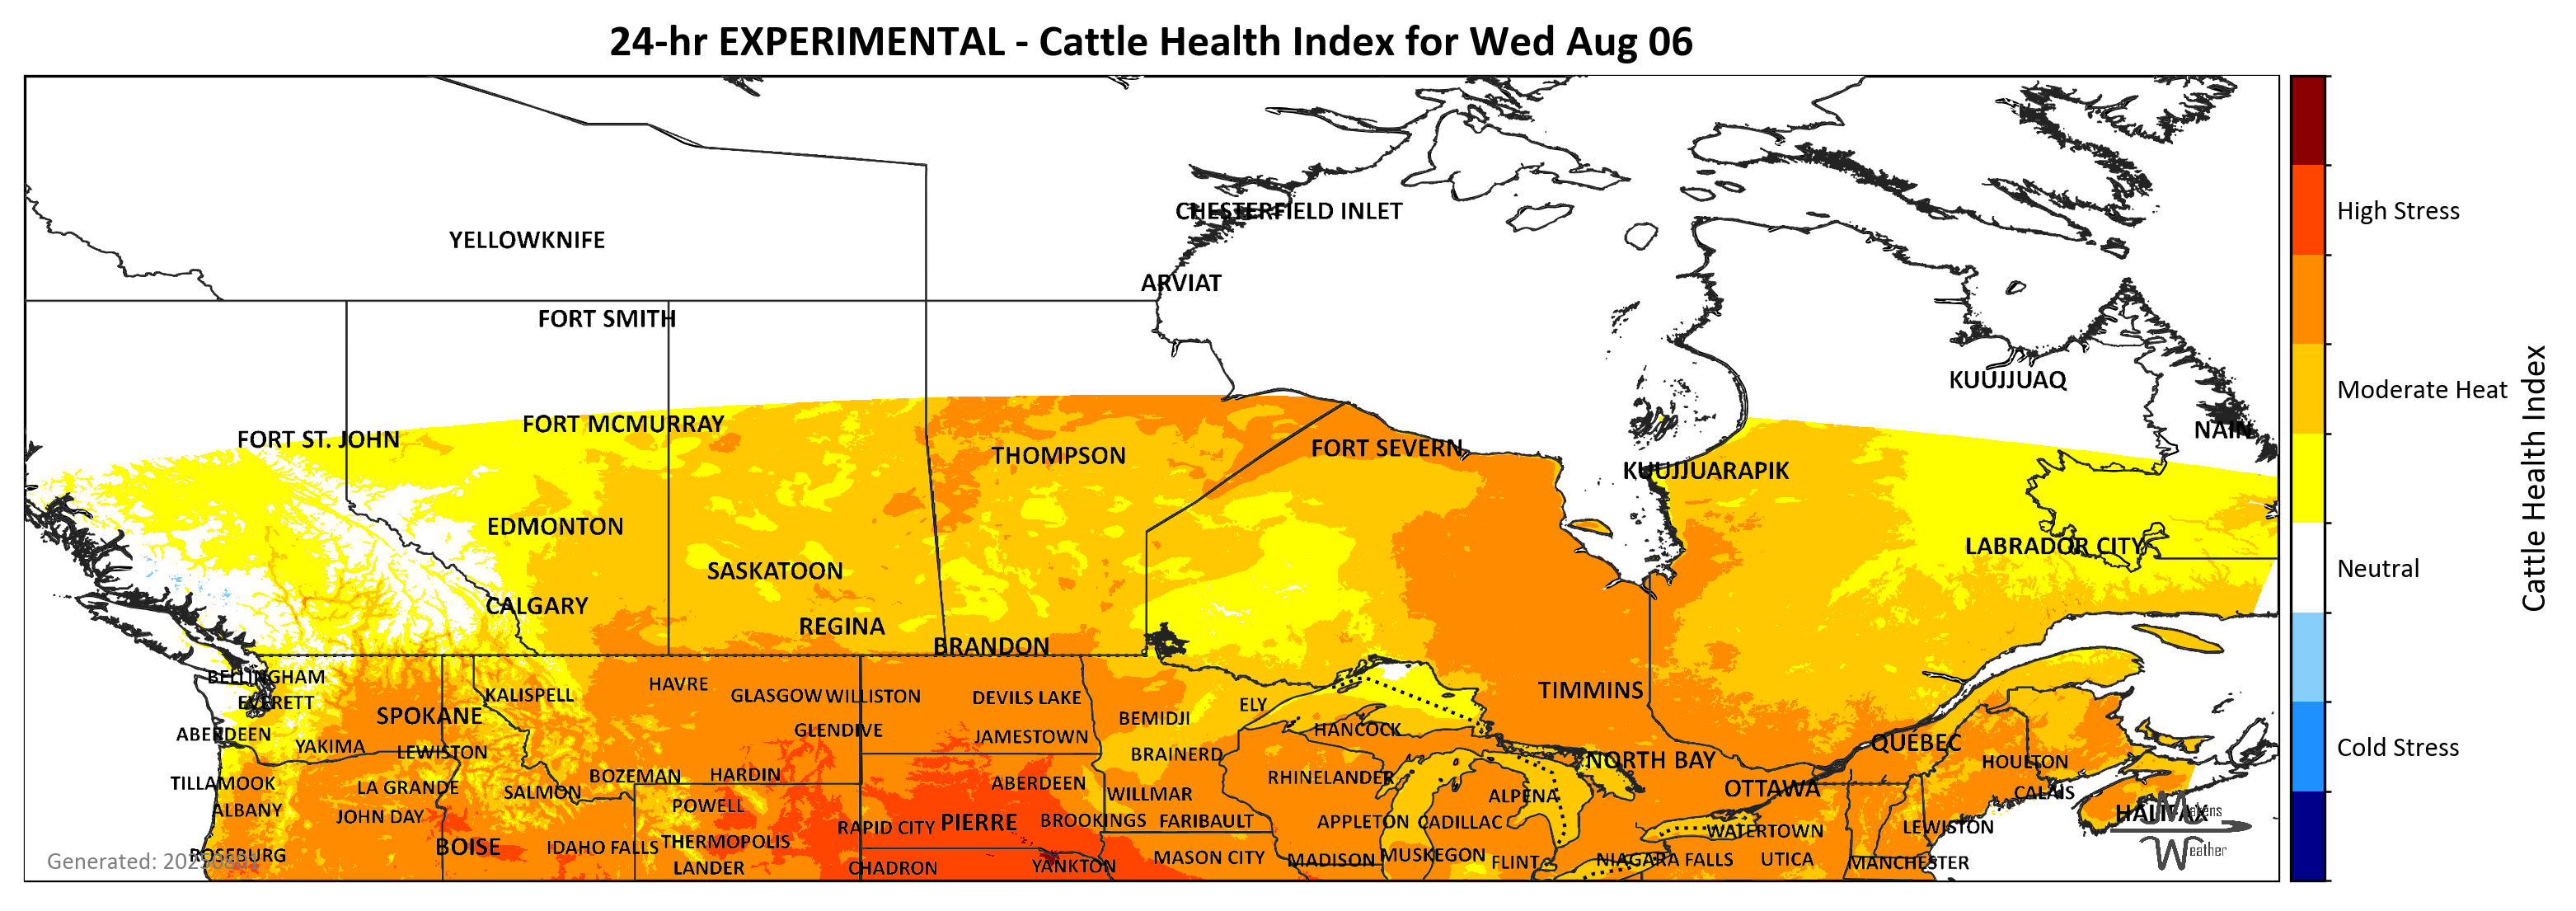 24-hr EXPERIMENTAL - Cattle Health Index for Wed Aug 06
CHESTERFIELD INLET
YELLOWKNIFE
ARVIAT
FORT SMITH
KUUJJUAQ
FORT MCMURRAY
NAIN
FORT ST. JOHN
FORT SEVERN
THOMPSON
KUUJJUARAPIK
EDMONTON
LABRADOR CITY
SASKATOON
CALGARY
REGINA
BRANDON
BELLINGHAM
HAVRE
TIMMINS
KALISPELL
GLASGOW WILLISTON
DEVILS LAKE
EVERETT
ELY
SPOKANE
BEMIDJI
GLENDIVE
HANCOCK
ABERDEEN
JAMESTOWN
QUEBEC
YAKIMA
LEWISTON
BRAINERD
NORTH BAY
HOULTON
BOZEMAN
HARDIN
RHINELANDER
TILLAMOOK
LA GRANDE
ABERDEEN
OTTAWA
SALMON
WILLMAR
ALPENA
CALAIS
POWELL
ALBANY
JOHN DAY
Makens
HALIFAX
RAPID CITY
PIERRE
BROOKINGS
FARIBAULT
APPLETON
CADILLAC
WATERTOWN
LEWISTON
THERMOPOLIS
BOISE
IDAHO FALLS
Weather
ROSEBURG
MASON CITY
MADISON
MUSKEGON
FLINT
NIAGARA FALLS
UTICA
MANCHESTER
LANDER
CHADRON
YANKTON
Generated:
High Stress
Moderate Heat
Neutral
Cold Stress
Cattle Health Index